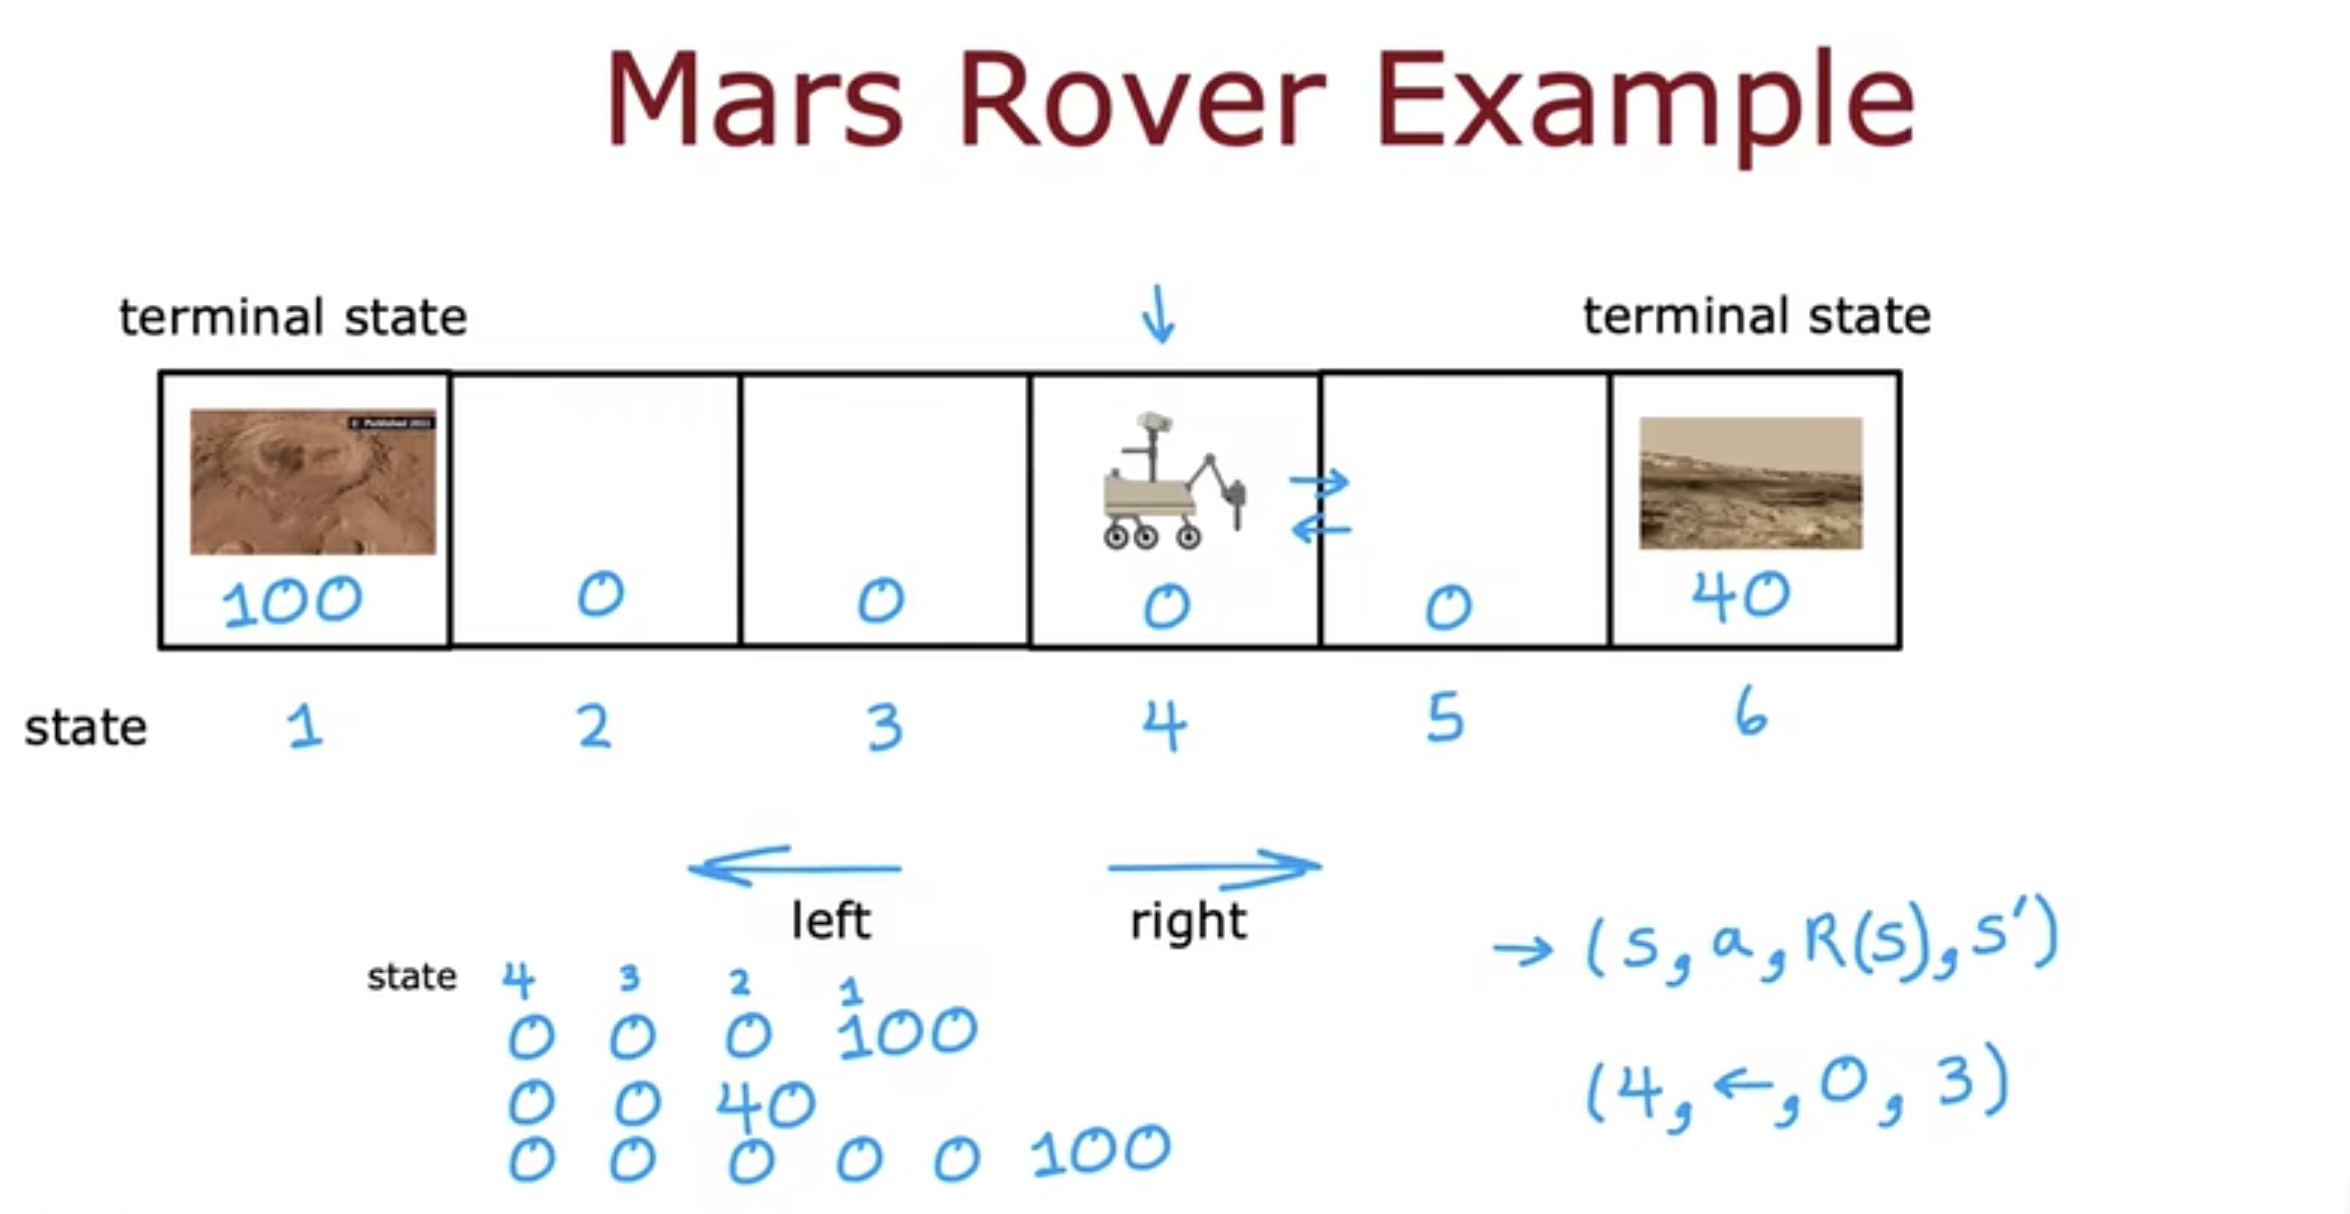 Mars Rover Example
terminal state
terminal state
↓
© Published 2021
→
←
100 0 0 0 0 40
state 1 2 3 4 5 6
← →
left right
→ (s, a, R(s), s')
state 4 3 2 1
0 0 0 100
0 0 40
(4, ←, 0, 3)
0 0 0 0 0 100